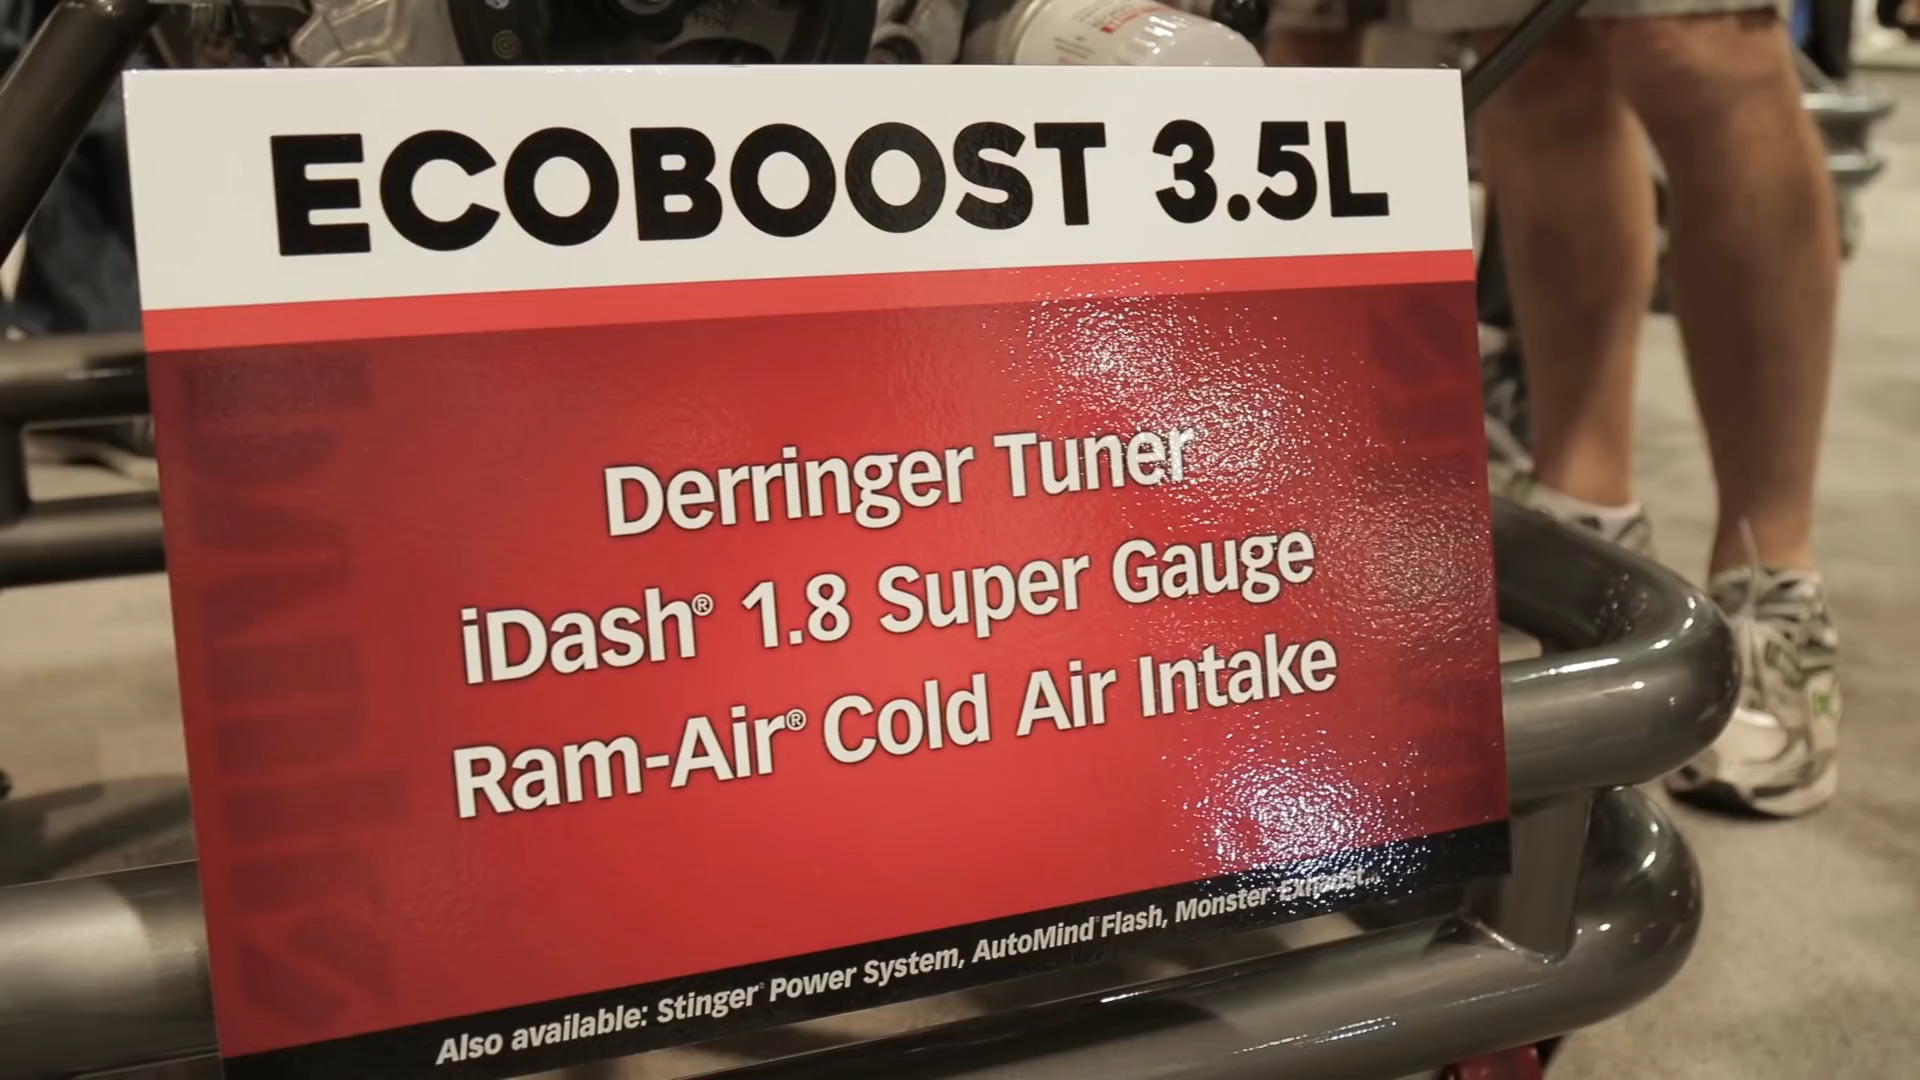 ECOBOOST 3.5L
Derringer Tuner
iDash® 1.8 Super Gauge
Ram-Air® Cold Air Intake
Also available: Stinger® Power System, AutoMind® Flash, Monster® Exhaust...